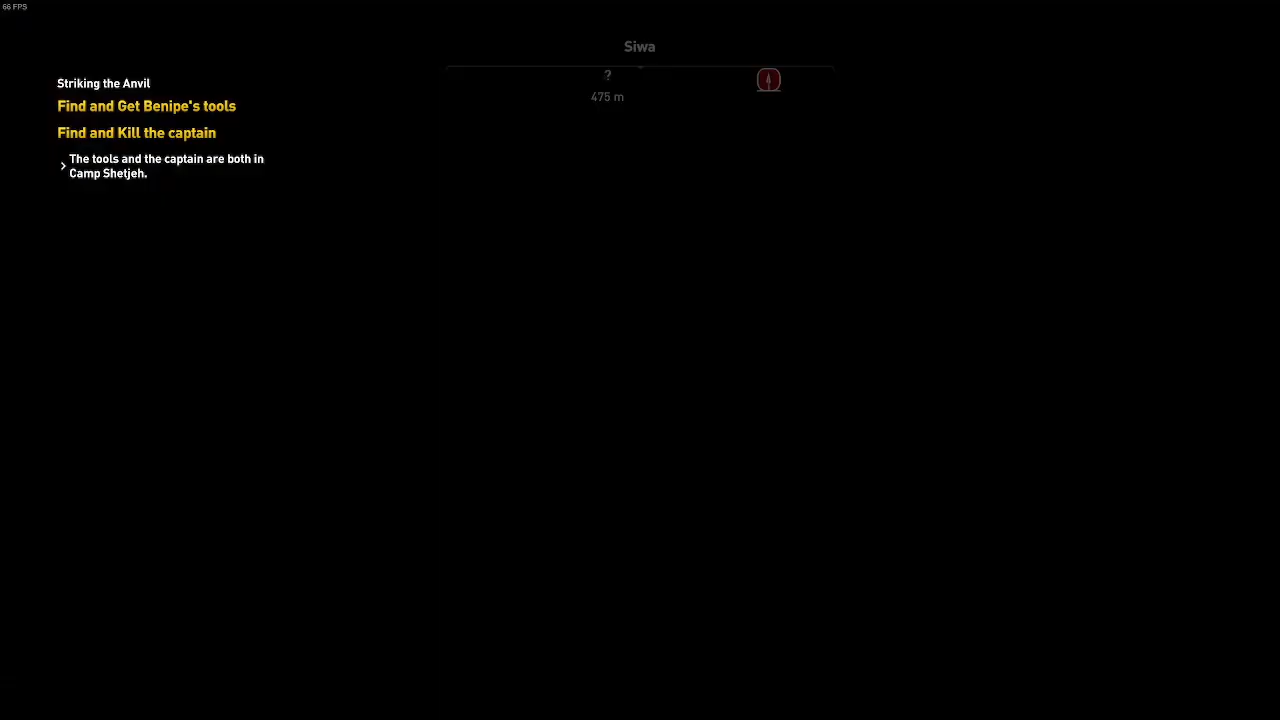 66 FPS
Siwa
?
475 m
Striking the Anvil
Find and Get Benipe's tools
Find and Kill the captain
The tools and the captain are both in
Camp Shetjeh.